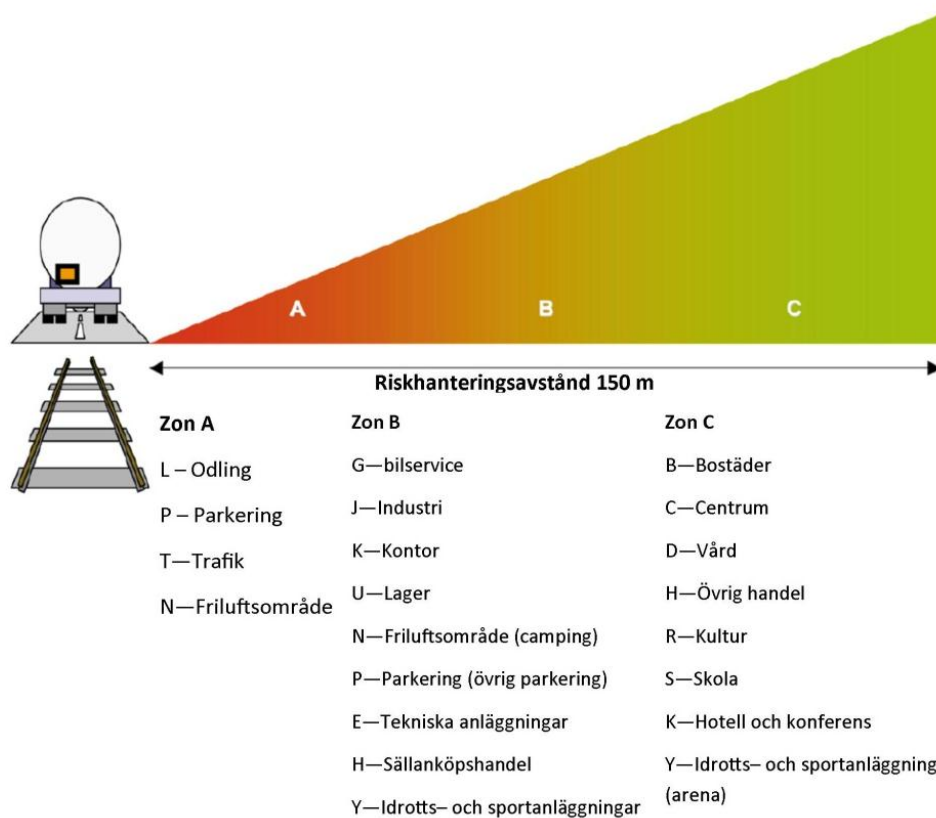 A
B
C
Riskhanteringsavstånd 150 m
Zon A
L – Odling
P – Parkering
T—Trafik
N—Friluftsområde
Zon B
G—bilservice
J—Industri
K—Kontor
U—Lager
N—Friluftsområde (camping)
P—Parkering (övrig parkering)
E—Tekniska anläggningar
H—Sällanköpshandel
Y—Idrotts– och sportanläggningar
Zon C
B—Bostäder
C—Centrum
D—Vård
H—Övrig handel
R—Kultur
S—Skola
K—Hotell och konferens
Y—Idrotts– och sportanläggning
(arena)